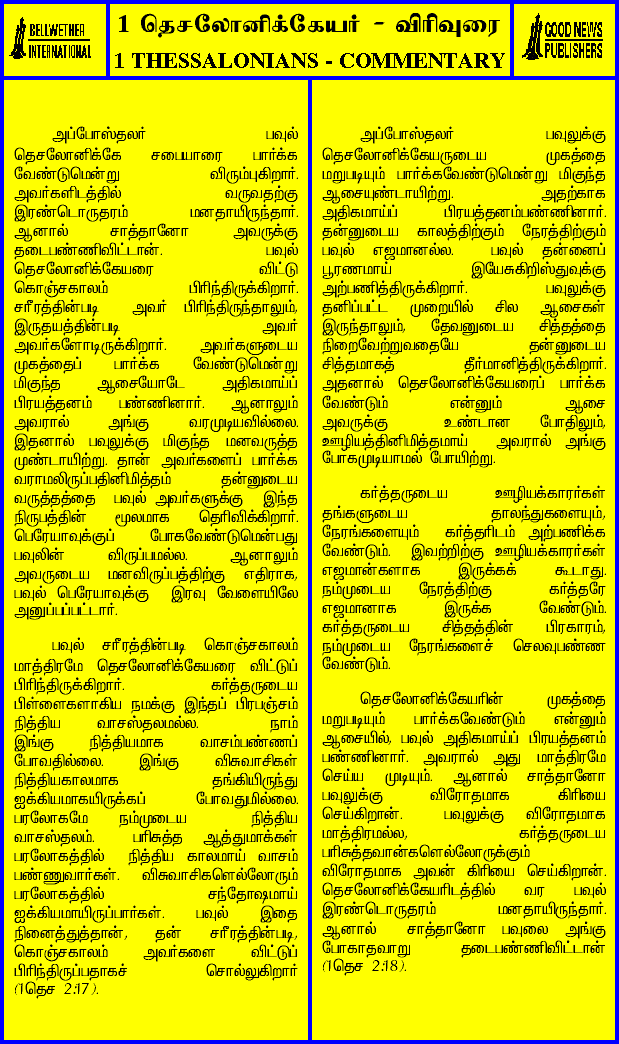 BELLWETHER
INTERNATIONAL
1 தெசலோனிக்கேயர் - விரிவுரை
1 THESSALONIANS - COMMENTARY
GOOD NEWS
PUBLISHERS
அப்போஸ்தலர் பவுல்
தெசலோனிக்கே சபையாரை பார்க்க
வேண்டுமென்று விரும்புகிறார்.
அவர்களிடத்தில் வருவதற்கு
இரண்டொருதரம் மனதாயிருந்தார்.
ஆனால் சாத்தானோ அவருக்கு
தடைபண்ணிவிட்டான். பவுல்
தெசலோனிக்கேயரை விட்டு
கொஞ்சகாலம் பிரிந்திருக்கிறார்.
சரீரத்தின்படி அவர் பிரிந்திருந்தாலும்,
இருதயத்தின்படி அவர்
அவர்களோடிருக்கிறார். அவர்களுடைய
முகத்தைப் பார்க்க வேண்டுமென்று
மிகுந்த ஆசையோடே அதிகமாய்ப்
பிரயத்தனம் பண்ணினார். ஆனாலும்
அவரால் அங்கு வரமுடியவில்லை.
இதனால் பவுலுக்கு மிகுந்த மனவருத்த
முண்டாயிற்று. தான் அவர்களைப் பார்க்க
வராமலிருப்பதினிமித்தம் தன்னுடைய
வருத்தத்தை பவுல் அவர்களுக்கு இந்த
நிருபத்தின் மூலமாக தெரிவிக்கிறார்.
பெரேயாவுக்குப் போகவேண்டுமென்பது
பவுலின் விருப்பமல்ல. ஆனாலும்
அவருடைய மனவிருப்பத்திற்கு எதிராக,
பவுல் பெரேயாவுக்கு இரவு வேளையிலே
அனுப்பப்பட்டார்.
பவுல் சரீரத்தின்படி கொஞ்சகாலம்
மாத்திரமே தெசலோனிக்கேயரை விட்டுப்
பிரிந்திருக்கிறார். கர்த்தருடைய
பிள்ளைகளாகிய நமக்கு இந்தப் பிரபஞ்சம்
நித்திய வாசஸ்தலமல்ல. நாம்
இங்கு நித்தியமாக வாசம்பண்ணப்
போவதில்லை. இங்கு விசுவாசிகள்
நித்தியகாலமாக தங்கியிருந்து
ஐக்கியமாகயிருக்கப் போவதுமில்லை.
பரலோகமே நம்முடைய நித்திய
வாசஸ்தலம். பரிசுத்த ஆத்துமாக்கள்
பரலோகத்தில் நித்திய காலமாய் வாசம்
பண்ணுவார்கள். விசுவாசிகளெல்லோரும்
பரலோகத்தில் சந்தோஷமாய்
ஐக்கியமாயிருப்பார்கள். பவுல் இதை
நினைத்துத்தான், தன் சரீரத்தின்படி,
கொஞ்சகாலம் அவர்களை விட்டுப்
பிரிந்திருப்பதாகச் சொல்லுகிறார்
(1தெச 2:17).
அப்போஸ்தலர் பவுலுக்கு
தெசலோனிக்கேயருடைய முகத்தை
மறுபடியும் பார்க்கவேண்டுமென்று மிகுந்த
ஆசையுண்டாயிற்று. அதற்காக
அதிகமாய்ப் பிரயத்தனம்பண்ணினார்.
தன்னுடைய காலத்திற்கும் நேரத்திற்கும்
பவுல் எஜமானல்ல. பவுல் தன்னைப்
பூரணமாய் இயேசுகிறிஸ்துவுக்கு
அற்பணித்திருக்கிறார். பவுலுக்கு
தனிப்பட்ட முறையில் சில ஆசைகள்
இருந்தாலும், தேவனுடைய சித்தத்தை
நிறைவேற்றுவதையே தன்னுடைய
சித்தமாகத் தீர்மானித்திருக்கிறார்.
அதனால் தெசலோனிக்கேயரைப் பார்க்க
வேண்டும் என்னும் ஆசை
அவருக்கு உண்டான போதிலும்,
ஊழியத்தினிமித்தமாய் அவரால் அங்கு
போகமுடியாமல் போயிற்று.
கர்த்தருடைய ஊழியக்காரர்கள்
தங்களுடைய தாலந்துகளையும்,
நேரங்களையும் கர்த்தரிடம் அற்பணிக்க
வேண்டும். இவற்றிற்கு ஊழியக்காரர்கள்
எஜமான்களாக இருக்கக் கூடாது.
நம்முடைய நேரத்திற்கு கர்த்தரே
எஜமானாக இருக்க வேண்டும்.
கர்த்தருடைய சித்தத்தின் பிரகாரம்,
நம்முடைய நேரங்களைச் செலவுபண்ண
வேண்டும்.
தெசலோனிக்கேயரின் முகத்தை
மறுபடியும் பார்க்கவேண்டும் என்னும்
ஆசையில், பவுல் அதிகமாய்ப் பிரயத்தனம்
பண்ணினார். அவரால் அது மாத்திரமே
செய்ய முடியும். ஆனால் சாத்தானோ
பவுலுக்கு விரோதமாக கிரியை
செய்கிறான். பவுலுக்கு விரோதமாக
மாத்திரமல்ல, கர்த்தருடைய
பரிசுத்தவான்களெல்லோருக்கும்
விரோதமாக அவன் கிரியை செய்கிறான்.
தெசலோனிக்கேயரிடத்தில் வர பவுல்
இரண்டொருதரம் மனதாயிருந்தார்.
ஆனால் சாத்தானோ பவுலை அங்கு
போகாதவாறு தடைபண்ணிவிட்டான்
(1தெச 2:18).